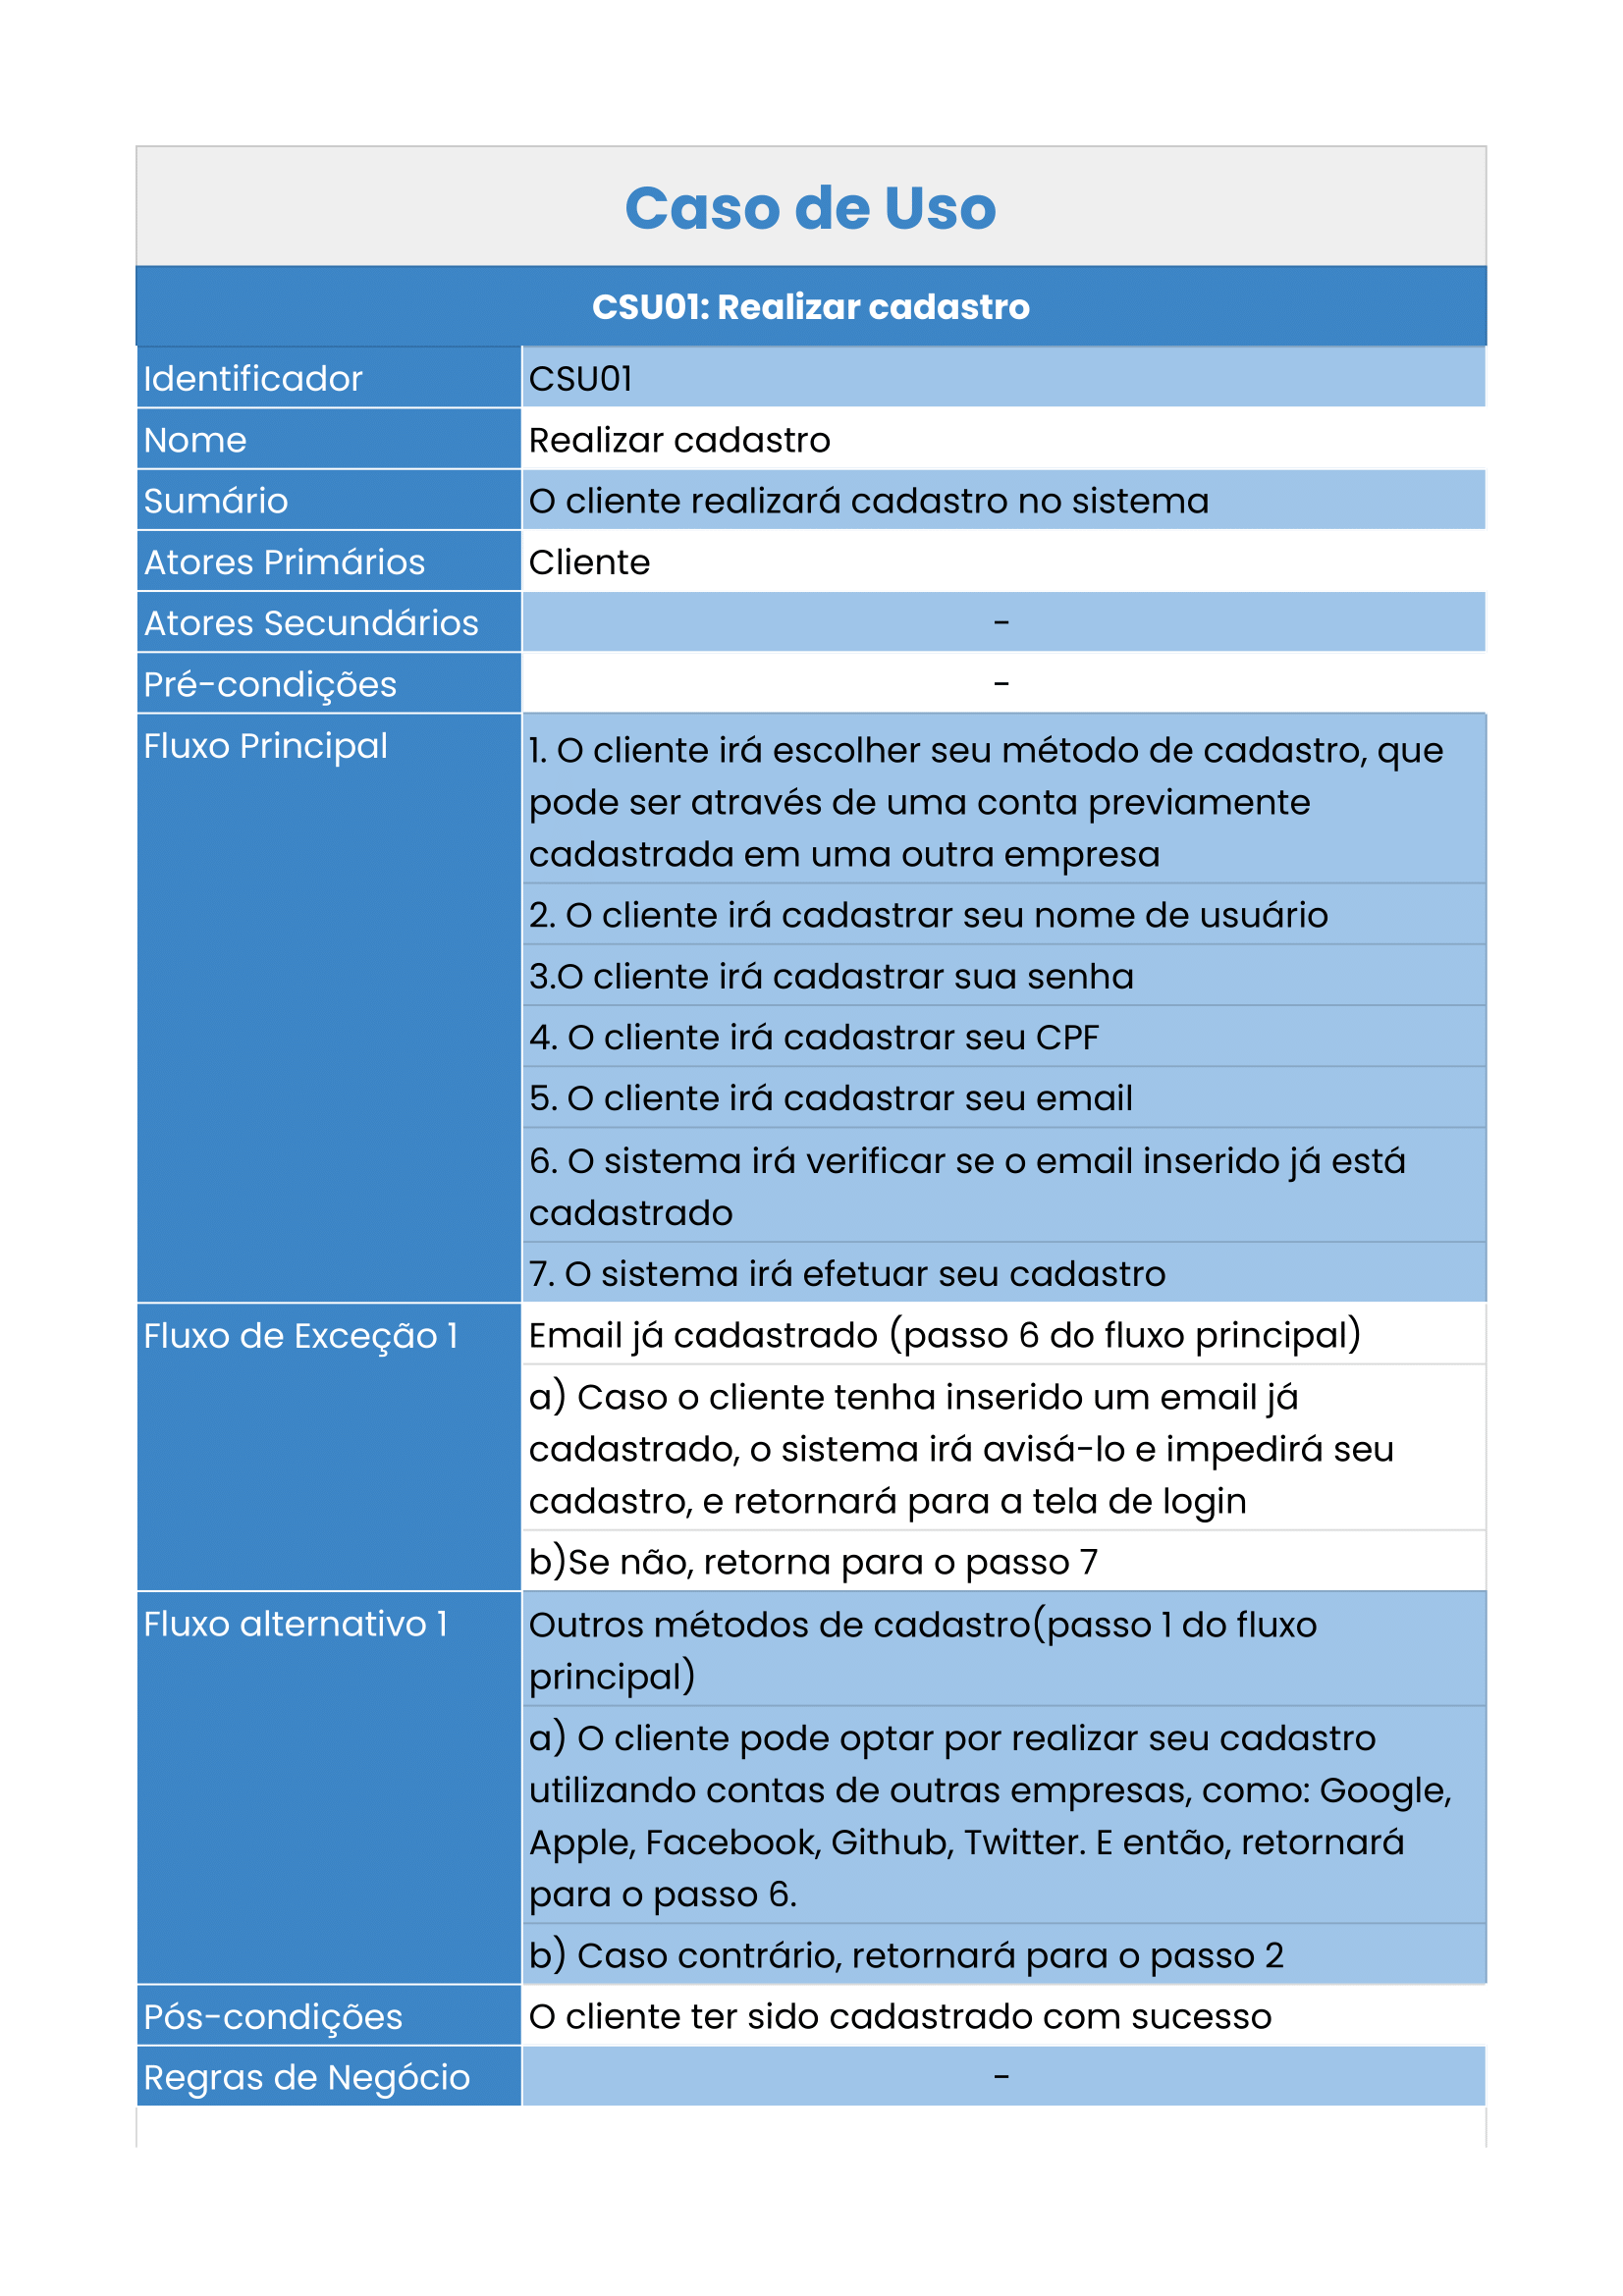 Caso de Uso
CSU01: Realizar cadastro
Identificador
CSU01
Nome
Realizar cadastro
Sumário
O cliente realizará cadastro no sistema
Atores Primários
Cliente
Atores Secundários
-
Pré-condições
-
Fluxo Principal
1. O cliente irá escolher seu método de cadastro, que
pode ser através de uma conta previamente
cadastrada em uma outra empresa
2. O cliente irá cadastrar seu nome de usuário
3.O cliente irá cadastrar sua senha
4. O cliente irá cadastrar seu CPF
5. O cliente irá cadastrar seu email
6. O sistema irá verificar se o email inserido já está
cadastrado
7. O sistema irá efetuar seu cadastro
Fluxo de Exceção 1
Email já cadastrado (passo 6 do fluxo principal)
a) Caso o cliente tenha inserido um email já
cadastrado, o sistema irá avisá-lo e impedirá seu
cadastro, e retornará para a tela de login
b)Se não, retorna para o passo 7
Fluxo alternativo 1
Outros métodos de cadastro(passo 1 do fluxo
principal)
a) O cliente pode optar por realizar seu cadastro
utilizando contas de outras empresas, como: Google,
Apple, Facebook, Github, Twitter. E então, retornará
para o passo 6.
b) Caso contrário, retornará para o passo 2
Pós-condições
O cliente ter sido cadastrado com sucesso
Regras de Negócio
-